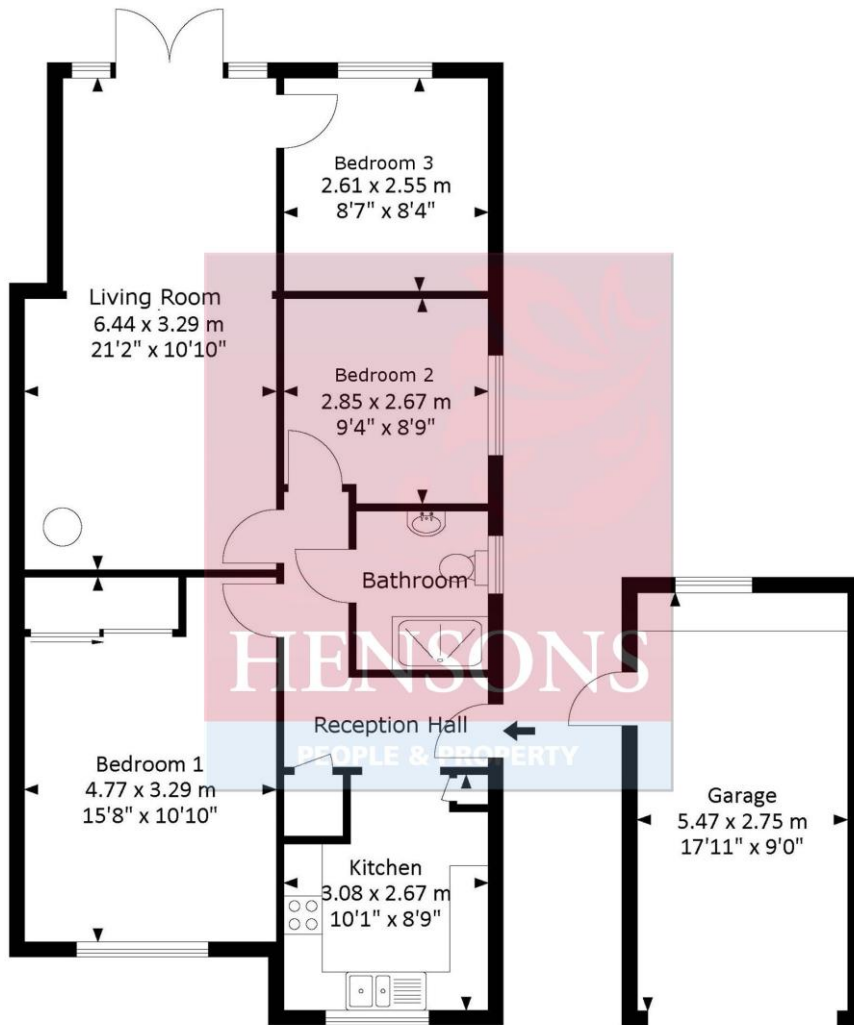 Bedroom 3
2.61 x 2.55 m
8'7" x 8'4"
Living Room
6.44 x 3.29 m
21'2" x 10'10"
Bedroom 2
2.85 x 2.67 m
9'4" x 8'9"
Bathroom
HENSONS
Reception Hall
PEOPLE & PROPERTY
Bedroom 1
4.77 x 3.29 m
15'8" x 10'10"
Garage
5.47 x 2.75 m
17'11" x 9'0"
Kitchen
3.08 x 2.67 m
10'1" x 8'9"